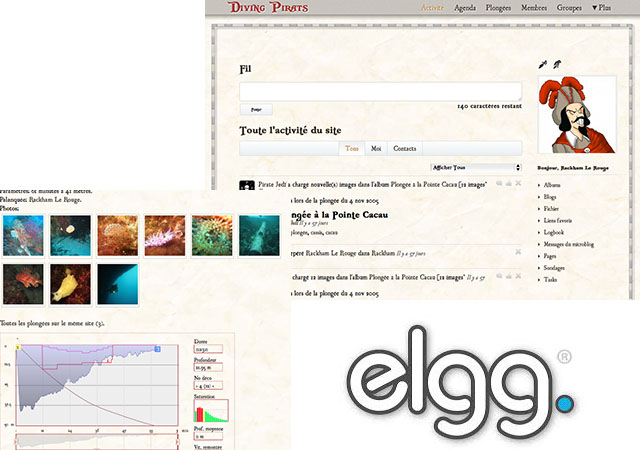 Diving Pirats
Activité Agenda Plongées Membres Groupes ▼ Plus
Fil
140 caractères restant
Toute l'activité du site
Tous Moi Contacts
Afficher Tous
Pirate Jedi a chargé nouvelle(s) images dans l'album Plongée à la Pointe Cacau [12 images]
lors de la plongée du 4 nov 2005
ngée à la Pointe Cacau
Il y a 57 jours
plonges, cassis, cacau
Rackham Le Rouge dans Rackham Il y a 57 jours
chargé 12 images dans l'album Plongée à la Pointe Cacau [12 images] Il y a 57
lors de la plongée du 4 nov 2005
Bonjour, Rackham Le Rouge
Albums
Blogs
Fichier
Liens favoris
Logbook
Messages du microblog
Pages
Sondages
Tasks
Paramètres: 61 minutes à 42 mètres.
Palanquée: Rackham Le Rouge.
Photos:
Toutes les plongées sur le même site (3).
Durée
Profondeur
No déco
Saturation
Prof. moyenne
0 m
Vit. remontée
elgg.®